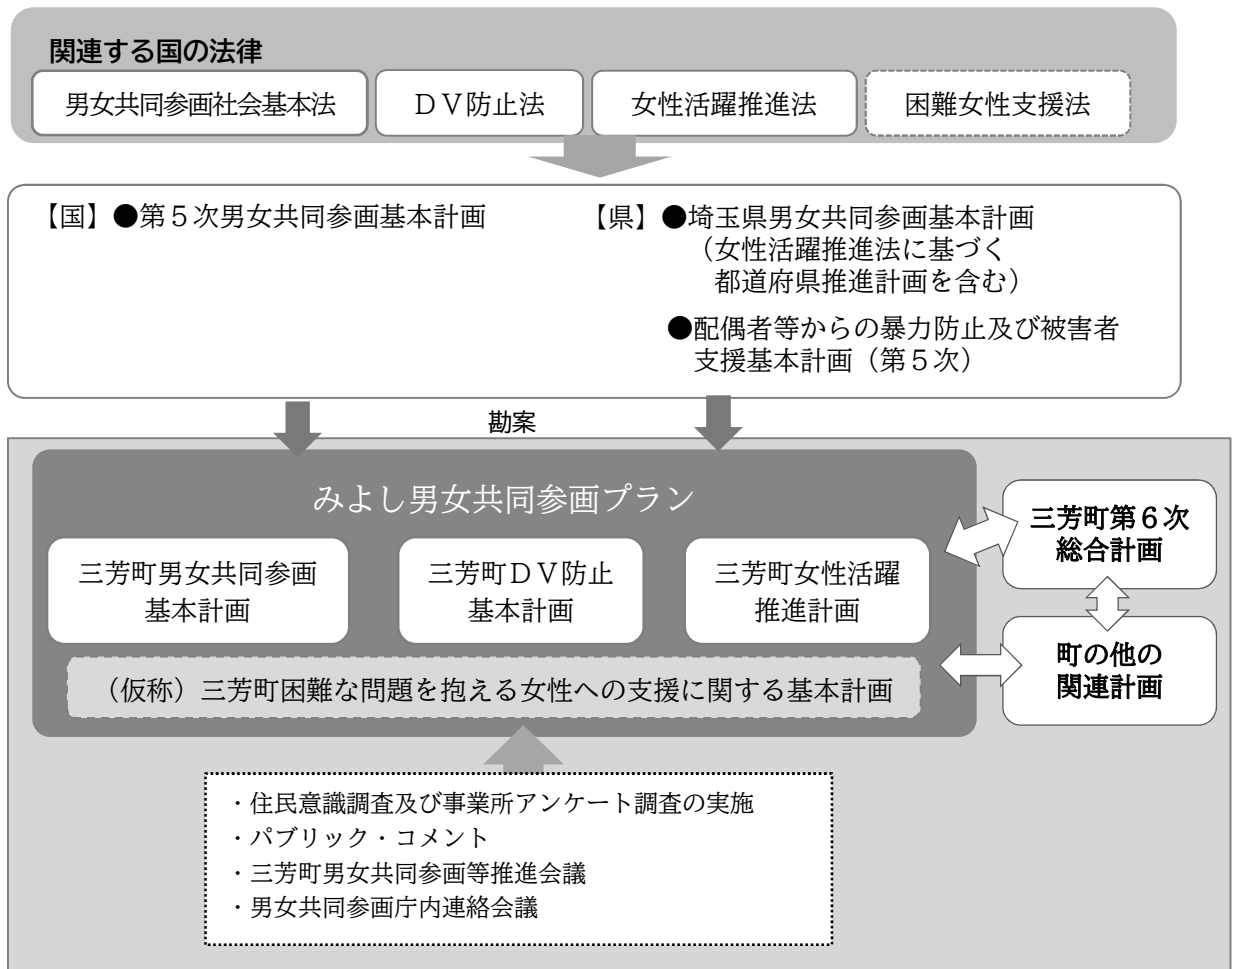 関連する国の法律
男女共同参画社会基本法
ＤＶ防止法
女性活躍推進法
困難女性支援法
【国】●第５次男女共同参画基本計画
【県】●埼玉県男女共同参画基本計画
（女性活躍推進法に基づく
都道府県推進計画を含む）
●配偶者等からの暴力防止及び被害者
支援基本計画（第５次）
勘案
みよし男女共同参画プラン
三芳町男女共同参画
基本計画
三芳町ＤＶ防止
基本計画
三芳町女性活躍
推進計画
（仮称）三芳町困難な問題を抱える女性への支援に関する基本計画
三芳町第６次
総合計画
町の他の
関連計画
・住民意識調査及び事業所アンケート調査の実施
・パブリック・コメント
・三芳町男女共同参画等推進会議
・男女共同参画庁内連絡会議